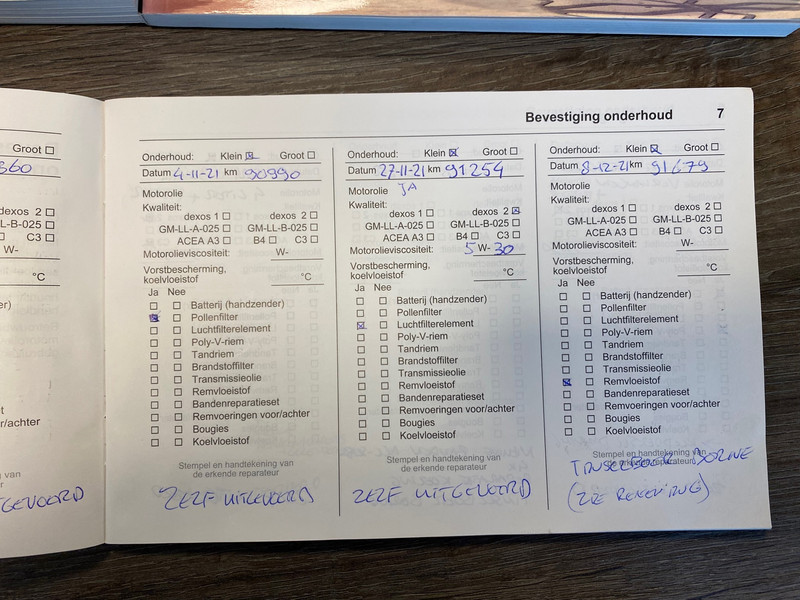 Bevestiging onderhoud 7
Groot
360
dexos 2
LL-B-025
C3
W-
°C
r/achter
UITGEVOERD
Onderhoud: Klein Groot
Datum 4-11-21 km 90990
Motorolie
Kwaliteit:
dexos 1 dexos 2
GM-LL-A-025 GM-LL-B-025
ACEA A3 B4 C3
Motorolieviscositeit: W-
Vorstbescherming,
koelvloeistof °C
Ja Nee
Batterij (handzender)
Pollenfilter
Luchtfilterelement
Poly-V-riem
Tandriem
Brandstoffilter
Transmissieolie
Remvloeistof
Bandenreparatieset
Remvoeringen voor/achter
Bougies
Koelvloeistof
Stempel en handtekening van
de erkende reparateur
ZELF UITGEVOERD
Onderhoud: Klein Groot
Datum 27-11-21 km 91254
Motorolie JA
Kwaliteit:
dexos 1 dexos 2
GM-LL-A-025 GM-LL-B-025
ACEA A3 B4 C3
Motorolieviscositeit: 5 W- 30
Vorstbescherming,
koelvloeistof °C
Ja Nee
Batterij (handzender)
Pollenfilter
Luchtfilterelement
Poly-V-riem
Tandriem
Brandstoffilter
Transmissieolie
Remvloeistof
Bandenreparatieset
Remvoeringen voor/achter
Bougies
Koelvloeistof
Stempel en handtekening van
de erkende reparateur
ZELF UITGEVOERD
Onderhoud: Klein Groot
Datum 8-12-21 km 91679
Motorolie
Kwaliteit:
dexos 1 dexos 2
GM-LL-A-025 GM-LL-B-025
ACEA A3 B4 C3
Motorolieviscositeit: W-
Vorstbescherming,
koelvloeistof °C
Ja Nee
Batterij (handzender)
Pollenfilter
Luchtfilterelement
Poly-V-riem
Tandriem
Brandstoffilter
Transmissieolie
Remvloeistof
Bandenreparatieset
Remvoeringen voor/achter
Bougies
Koelvloeistof
Stempel en handtekening van
de erkende reparateur
(ZIE REKENING)